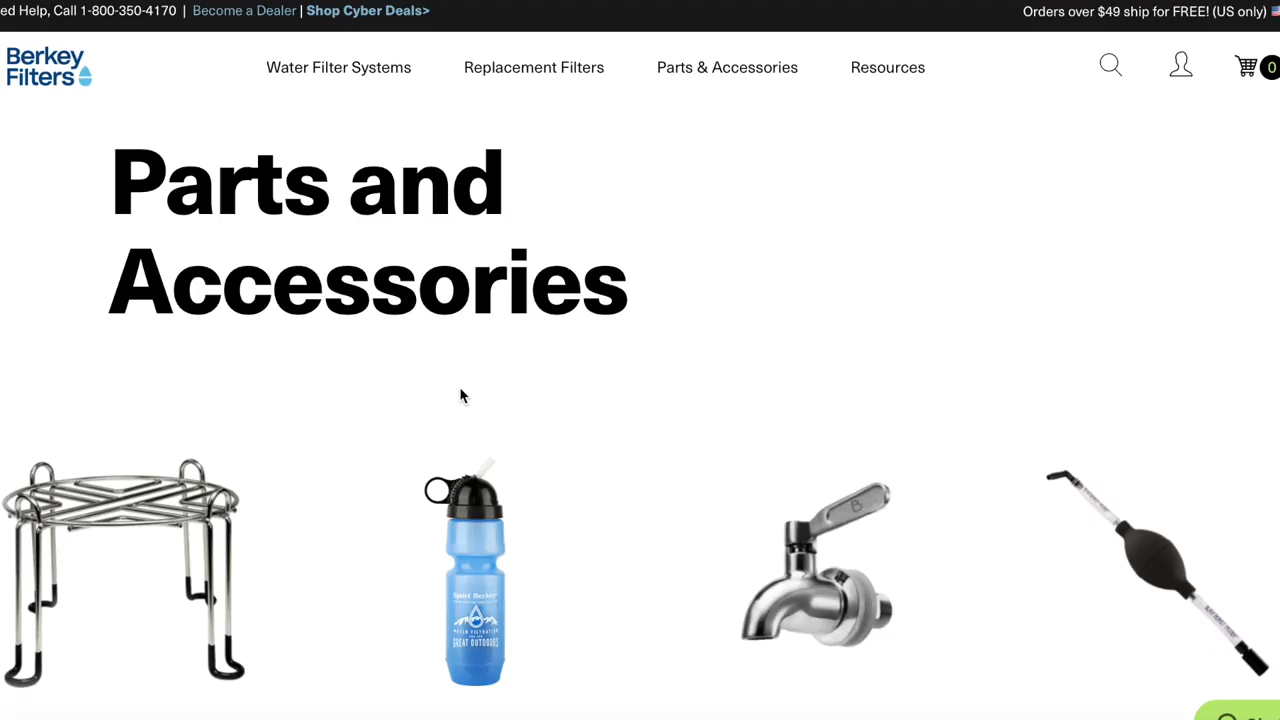 ed Help, Call 1-800-350-4170 | Become a Dealer | Shop Cyber Deals>
Orders over $49 ship for FREE! (US only)
Berkey
Filters
Water Filter Systems
Replacement Filters
Parts & Accessories
Resources
0
Parts and
Accessories
Sport Berkey
WATER FILTRATION
FOR THE
GREAT OUTDOORS
B